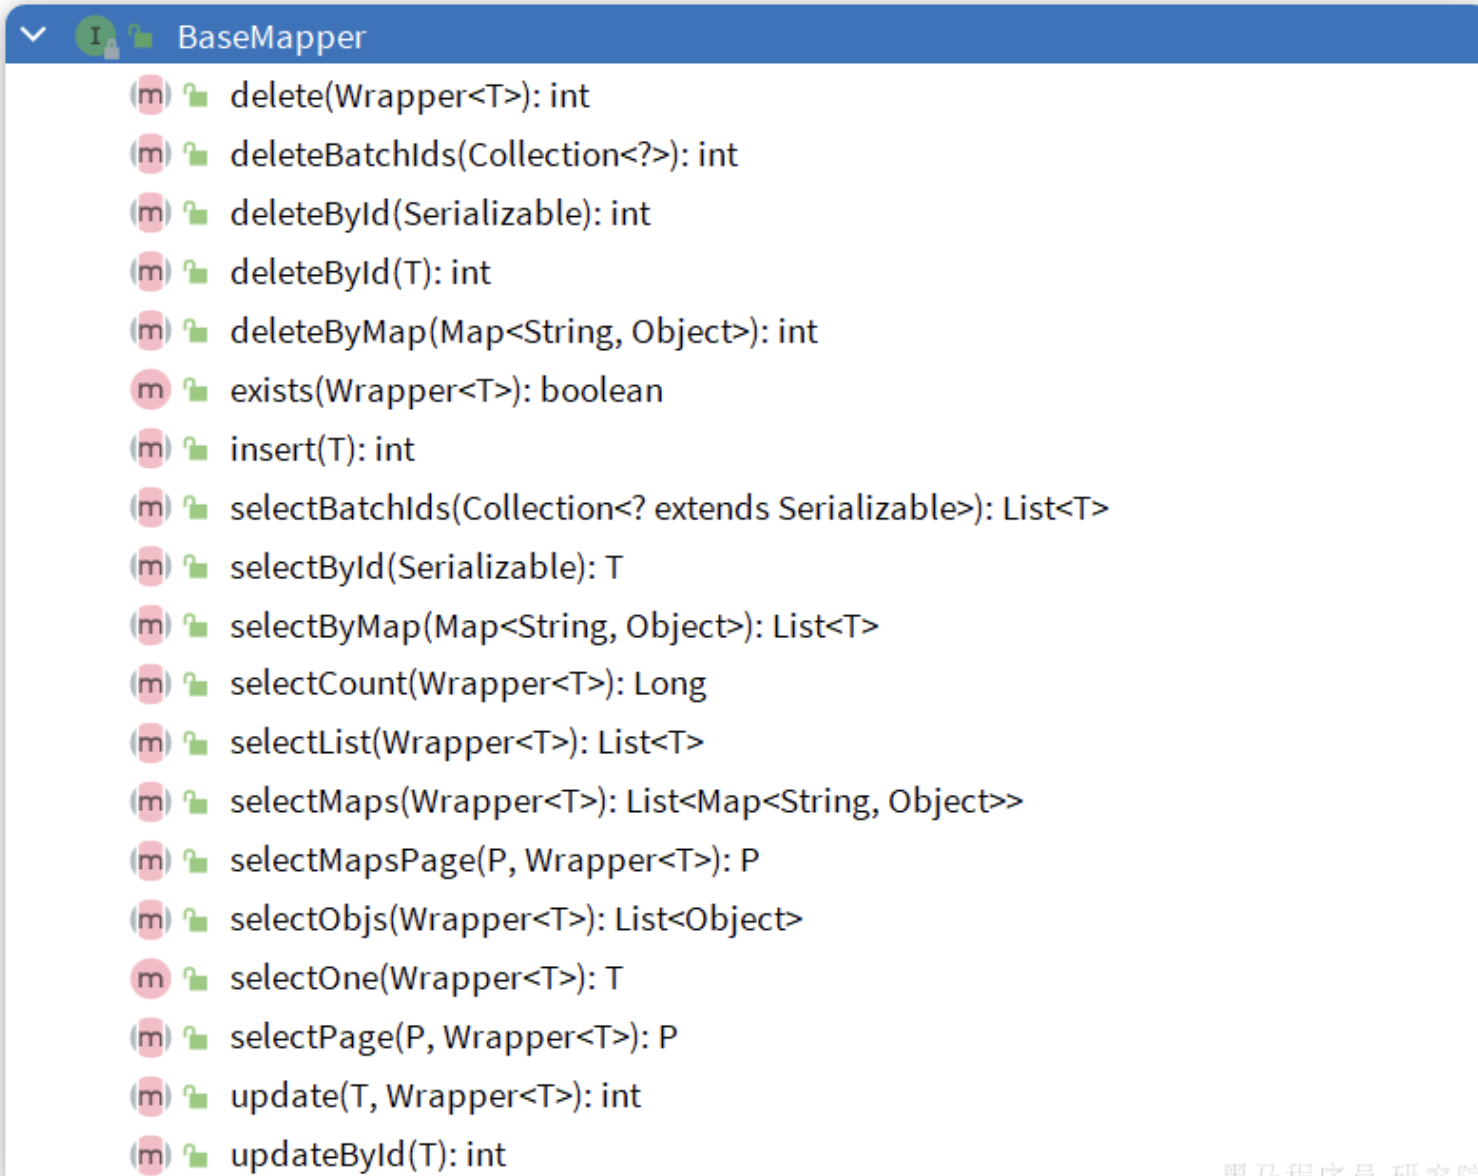 BaseMapper
delete(Wrapper<T>): int
deleteBatchIds(Collection<?>): int
deleteById(Serializable): int
deleteById(T): int
deleteByMap(Map<String, Object>): int
exists(Wrapper<T>): boolean
insert(T): int
selectBatchIds(Collection<? extends Serializable>): List<T>
selectById(Serializable): T
selectByMap(Map<String, Object>): List<T>
selectCount(Wrapper<T>): Long
selectList(Wrapper<T>): List<T>
selectMaps(Wrapper<T>): List<Map<String, Object>>
selectMapsPage(P, Wrapper<T>): P
selectObjs(Wrapper<T>): List<Object>
selectOne(Wrapper<T>): T
selectPage(P, Wrapper<T>): P
update(T, Wrapper<T>): int
updateById(T): int